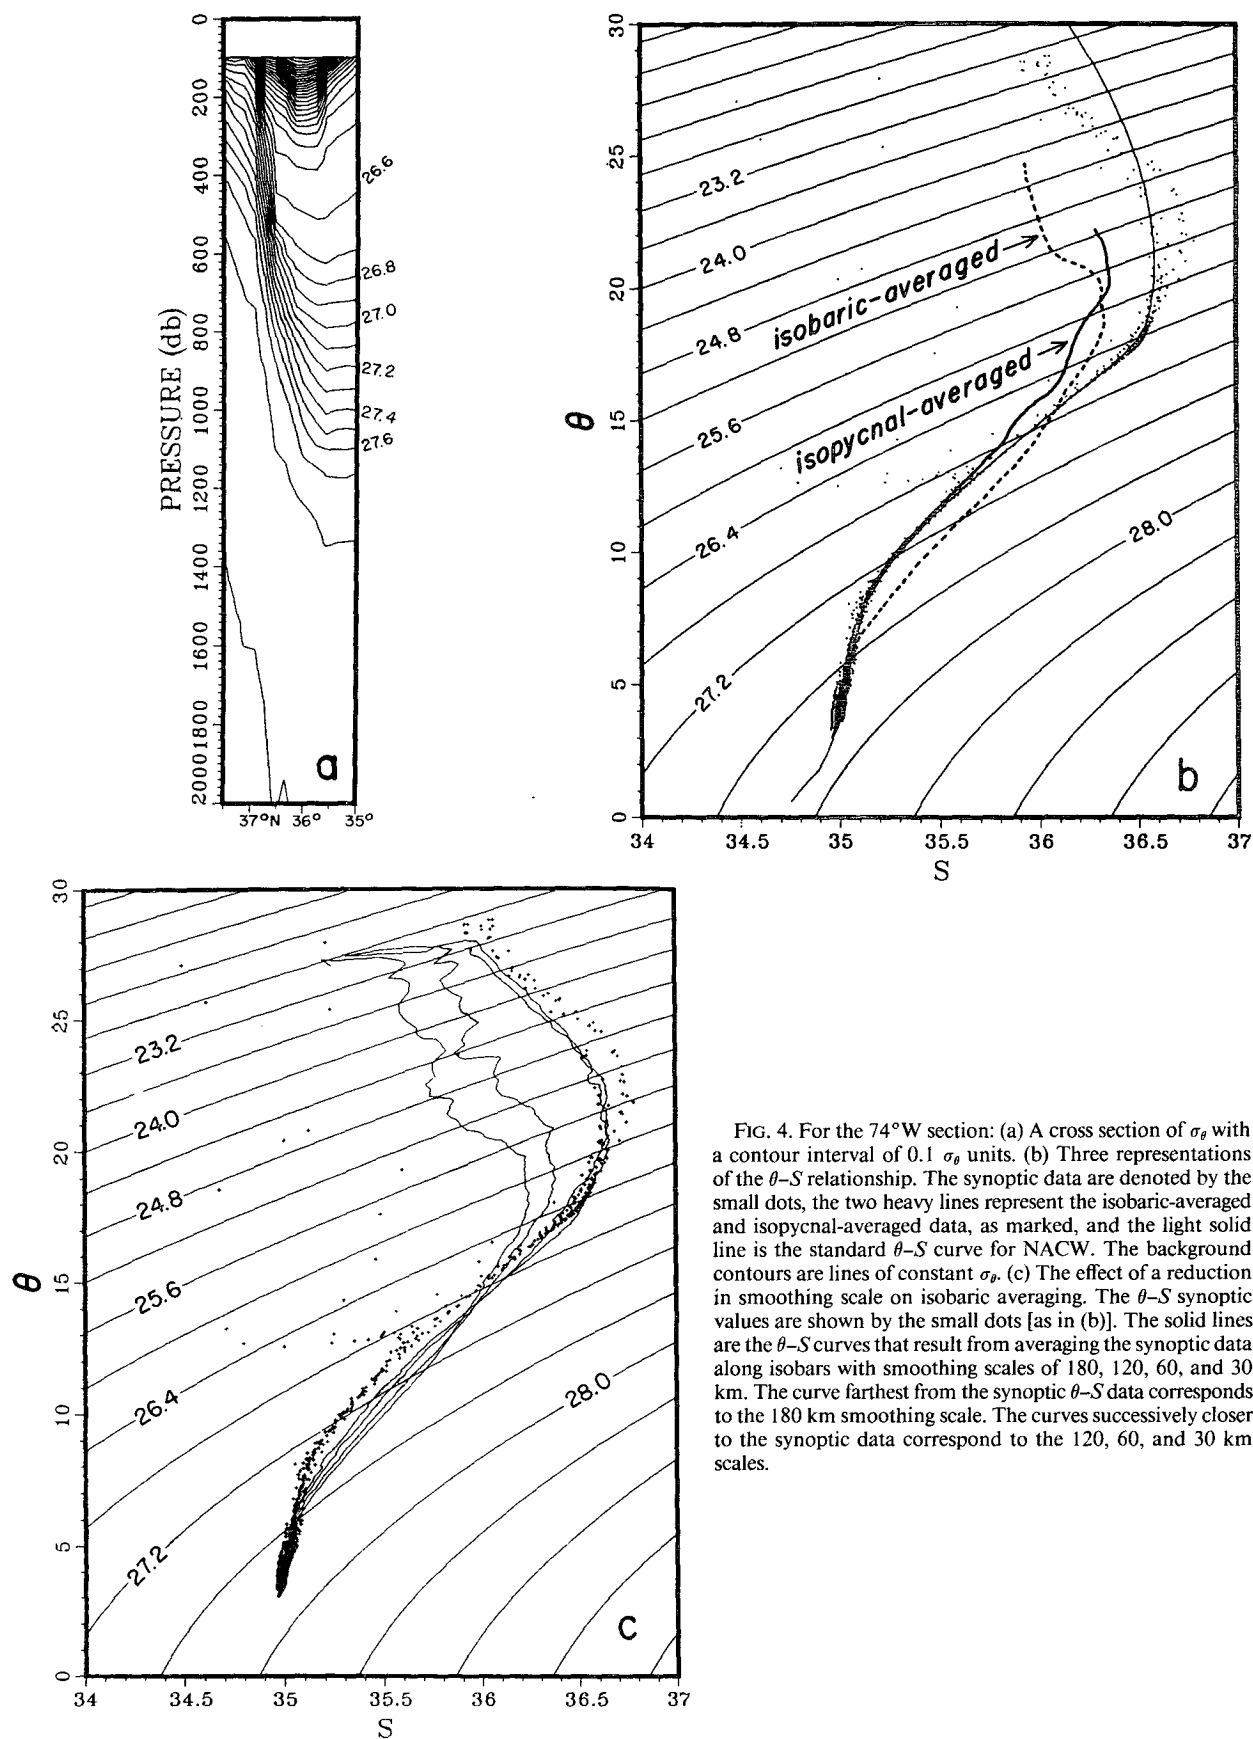 0
200
400
600
800
1000
1200
1400
1600
1800
2000
PRESSURE (db)
26.6
26.8
27.0
27.2
27.4
27.6
a
37°N 36° 35°
30
25
20
15
10
5
0
θ
23.2
24.0
24.8
25.6
26.4
27.2
28.0
isobaric-averaged
isopycnal-averaged
b
34 34.5 35 35.5 36 36.5 37
S
30
25
20
15
10
5
0
θ
23.2
24.0
24.8
25.6
26.4
27.2
28.0
c
34 34.5 35 35.5 36 36.5 37
S
FIG. 4. For the 74°W section: (a) A cross section of σθ with
a contour interval of 0.1 σθ units. (b) Three representations
of the θ–S relationship. The synoptic data are denoted by the
small dots, the two heavy lines represent the isobaric-averaged
and isopycnal-averaged data, as marked, and the light solid
line is the standard θ–S curve for NACW. The background
contours are lines of constant σθ. (c) The effect of a reduction
in smoothing scale on isobaric averaging. The θ–S synoptic
values are shown by the small dots [as in (b)]. The solid lines
are the θ–S curves that result from averaging the synoptic data
along isobars with smoothing scales of 180, 120, 60, and 30
km. The curve farthest from the synoptic θ–S data corresponds
to the 180 km smoothing scale. The curves successively closer
to the synoptic data correspond to the 120, 60, and 30 km
scales.